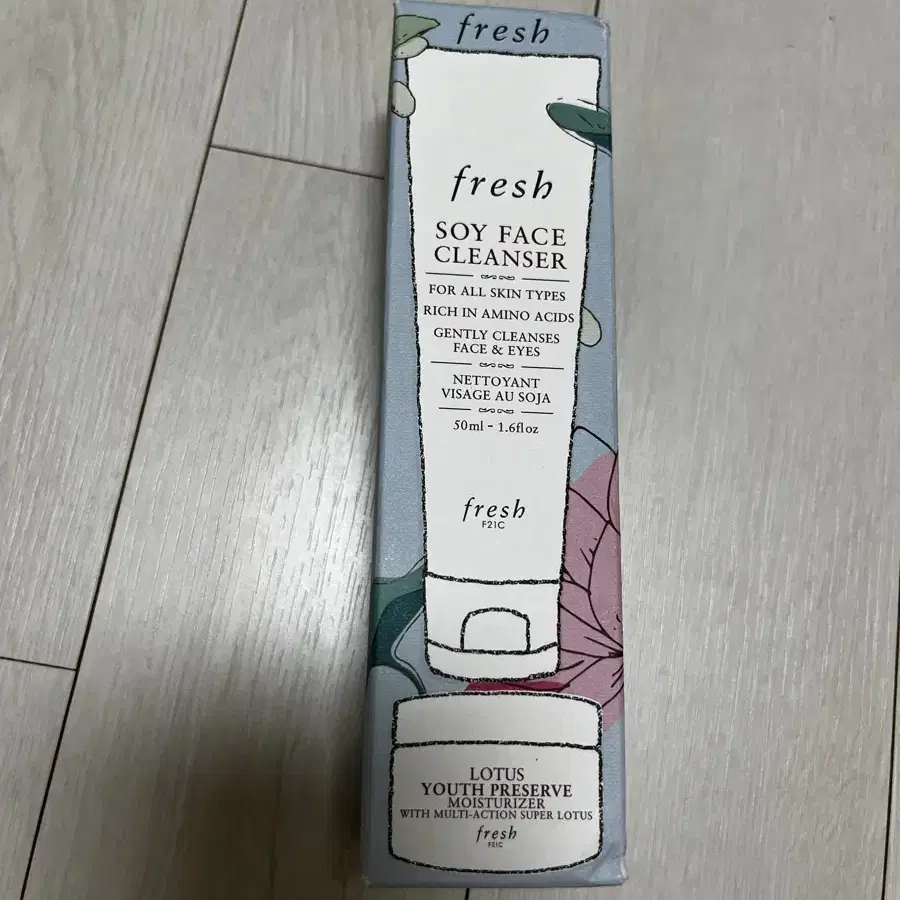 fresh
fresh
SOY FACE
CLEANSER
FOR ALL SKIN TYPES
RICH IN AMINO ACIDS
GENTLY CLEANSES
FACE & EYES
NETTOYANT
VISAGE AU SOJA
50ml - 1.6fl oz
fresh
F21C
LOTUS
YOUTH PRESERVE
MOISTURIZER
WITH MULTI-ACTION SUPER LOTUS
fresh
F21C